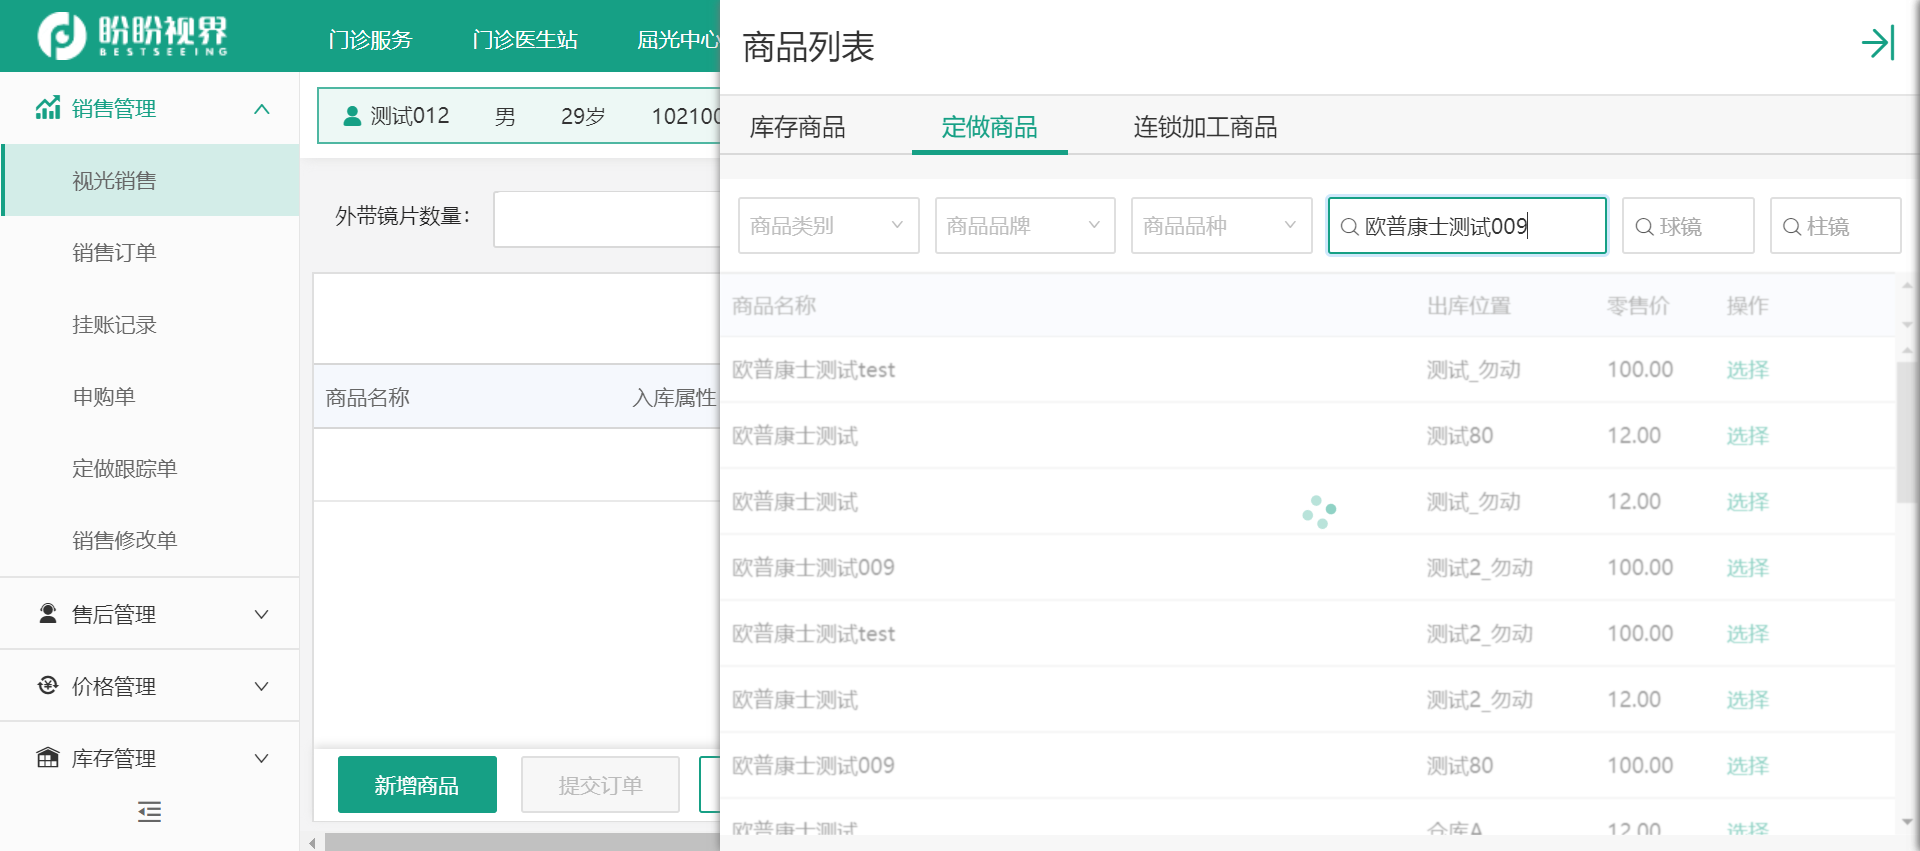 盼盼视界
BESTSEEING
门诊服务
门诊医生站
屈光中心
销售管理
视光销售
销售订单
挂账记录
申购单
定做跟踪单
销售修改单
售后管理
价格管理
库存管理
测试012 男 29岁 102100
外带镜片数量：
商品名称 入库属性
新增商品 提交订单
商品列表
库存商品 定做商品 连锁加工商品
商品类别 商品品牌 商品品种 欧普康士测试009 球镜 柱镜
商品名称 出库位置 零售价 操作
欧普康士测试test 测试_勿动 100.00 选择
欧普康士测试 测试80 12.00 选择
欧普康士测试 测试_勿动 12.00 选择
欧普康士测试009 测试2_勿动 100.00 选择
欧普康士测试test 测试2_勿动 100.00 选择
欧普康士测试 测试2_勿动 12.00 选择
欧普康士测试009 测试80 100.00 选择
欧普康士测试 仓库A 12.00 选择